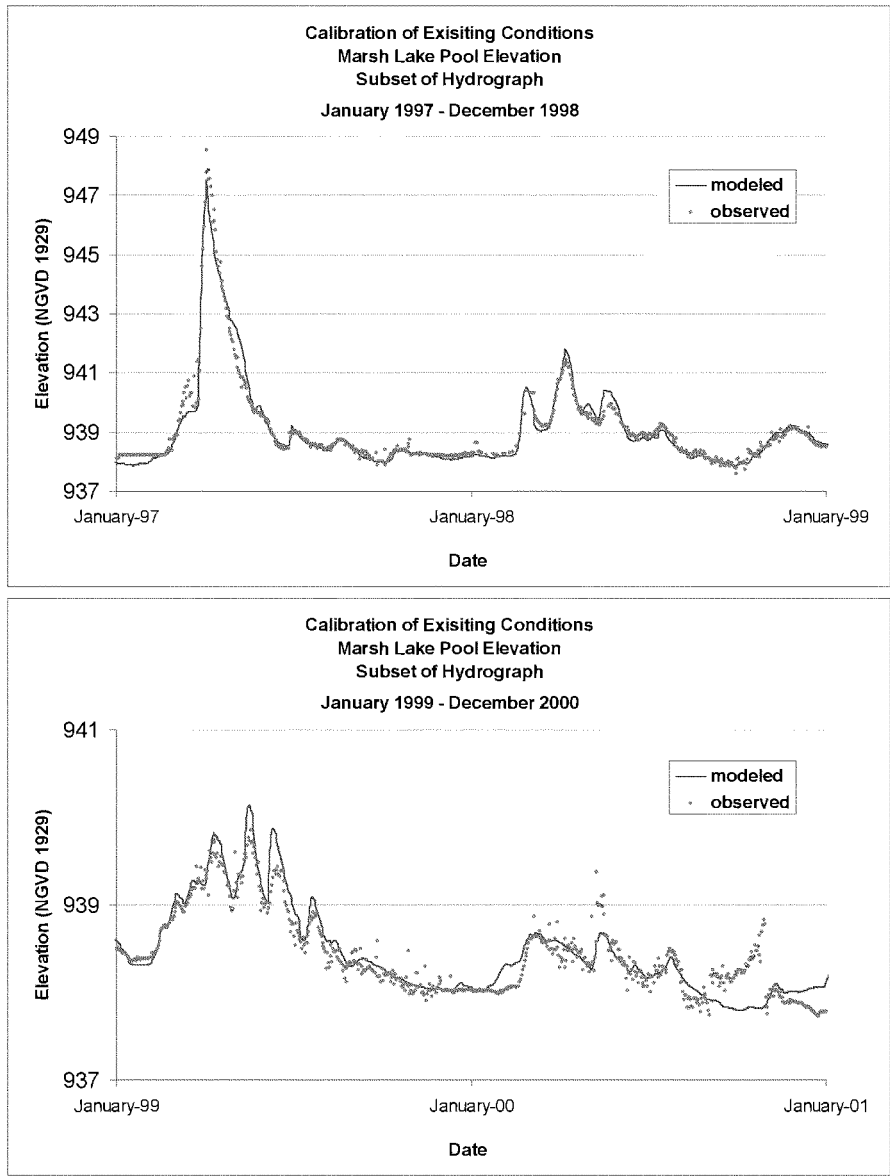 Calibration of Exisiting Conditions
Marsh Lake Pool Elevation
Subset of Hydrograph
January 1997 - December 1998
949
947
945
943
941
939
937
Elevation (NGVD 1929)
modeled
observed
January-97
January-98
January-99
Date
Calibration of Exisiting Conditions
Marsh Lake Pool Elevation
Subset of Hydrograph
January 1999 - December 2000
941
939
937
Elevation (NGVD 1929)
modeled
observed
January-99
January-00
January-01
Date